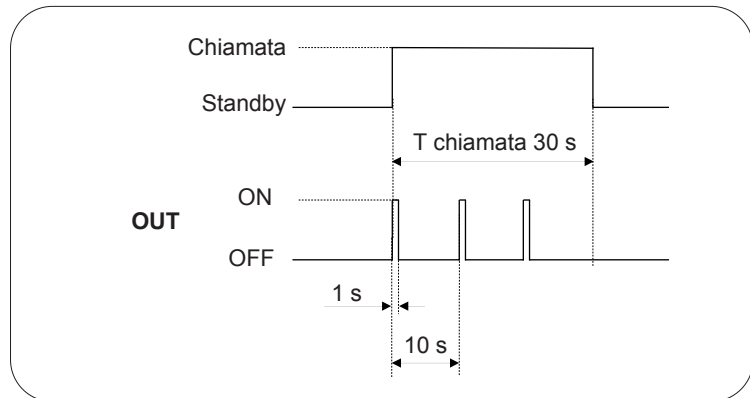 Chiamata
Standby
T chiamata 30 s
ON
OUT
OFF
1 s
10 s